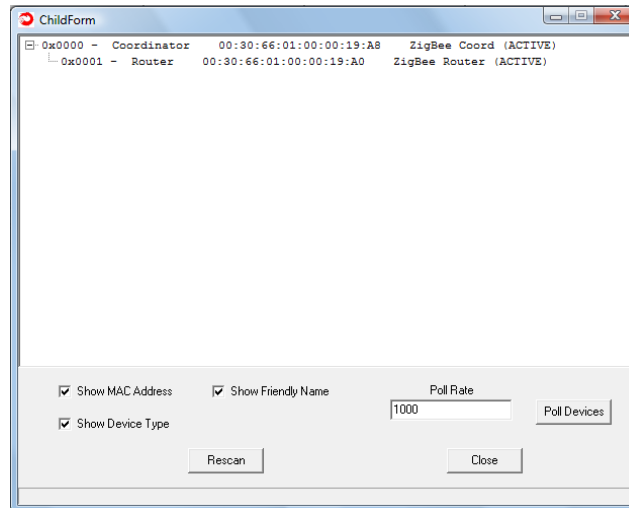 ChildForm
0x0000 - Coordinator 00:30:66:01:00:00:19:A8 ZigBee Coord (ACTIVE)
0x0001 - Router 00:30:66:01:00:00:19:A0 ZigBee Router (ACTIVE)
Show MAC Address
Show Friendly Name
Poll Rate
1000
Poll Devices
Show Device Type
Rescan
Close